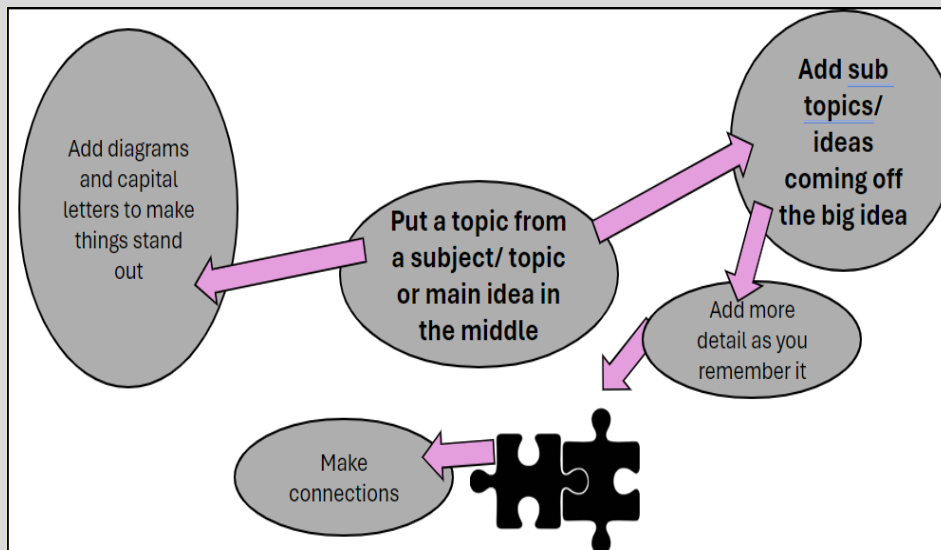 Add diagrams
and capital
letters to make
things stand
out
Put a topic from
a subject/ topic
or main idea in
the middle
Add sub
topics/
ideas
coming off
the big idea
Add more
detail as you
remember it
Make
connections